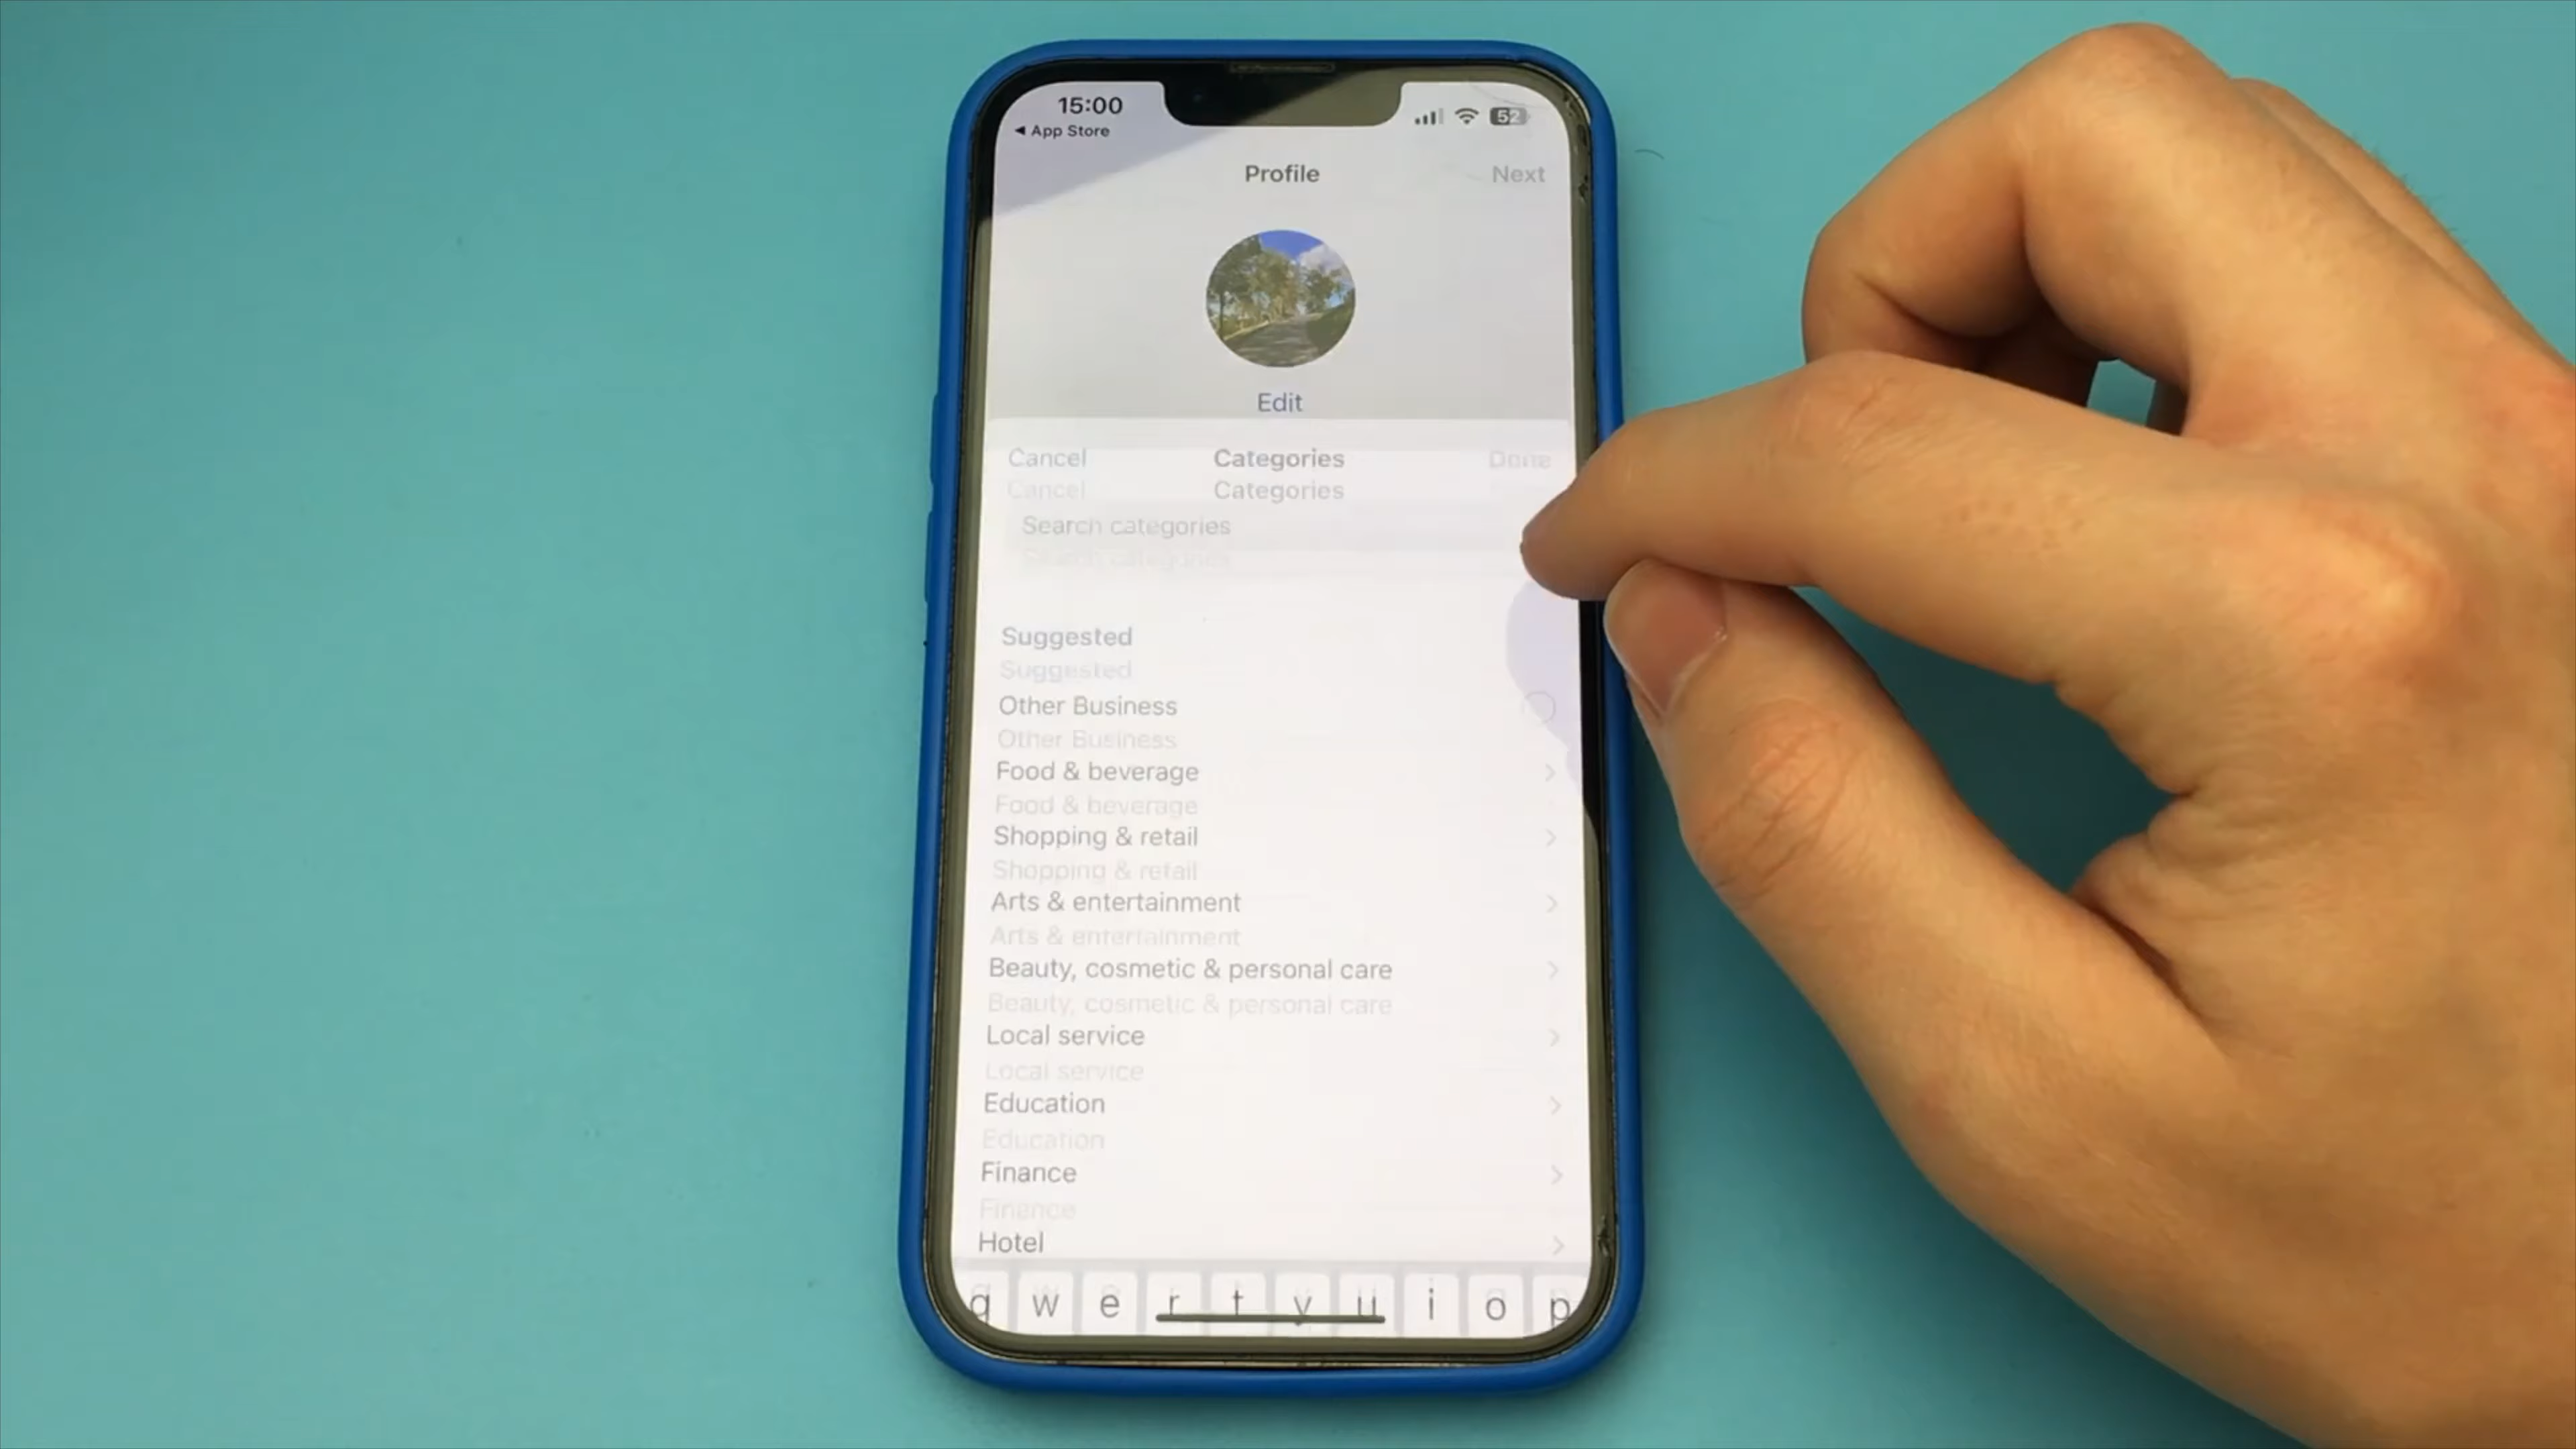 15:00
52
◀ App Store
Profile
Next
Edit
Cancel
Categories
Done
Cancel
Categories
Search categories
Search categories
Suggested
Suggested
Other Business
Other Business
Food & beverage
Food & beverage
Shopping & retail
Shopping & retail
Arts & entertainment
Arts & entertainment
Beauty, cosmetic & personal care
Beauty, cosmetic & personal care
Local service
Local service
Education
Education
Finance
Finance
Hotel
q w e r t y u i o p